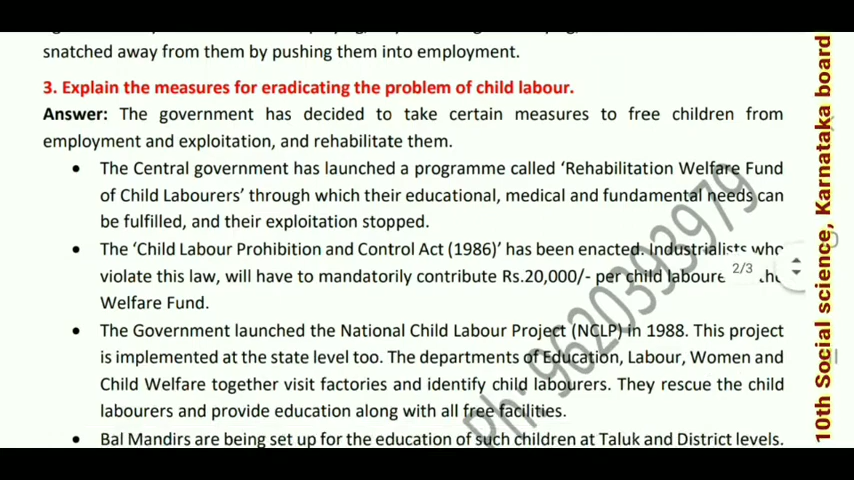 snatched away from them by pushing them into employment.
3. Explain the measures for eradicating the problem of child labour.
Answer: The government has decided to take certain measures to free children from
employment and exploitation, and rehabilitate them.
• The Central government has launched a programme called ‘Rehabilitation Welfare Fund
of Child Labourers’ through which their educational, medical and fundamental needs can
be fulfilled, and their exploitation stopped.
• The ‘Child Labour Prohibition and Control Act (1986)’ has been enacted. Industrialists who
violate this law, will have to mandatorily contribute Rs.20,000/- per child
Welfare Fund.
• The Government launched the National Child Labour Project (NCLP) in 1988. This project
is implemented at the state level too. The departments of Education, Labour, Women and
Child Welfare together visit factories and identify child labourers. They rescue the child
labourers and provide education along with all free facilities.
• Bal Mandirs are being set up for the education of such children at Taluk and District levels.
2/3
Ph: 9620393979
10th Social science, Karnataka board